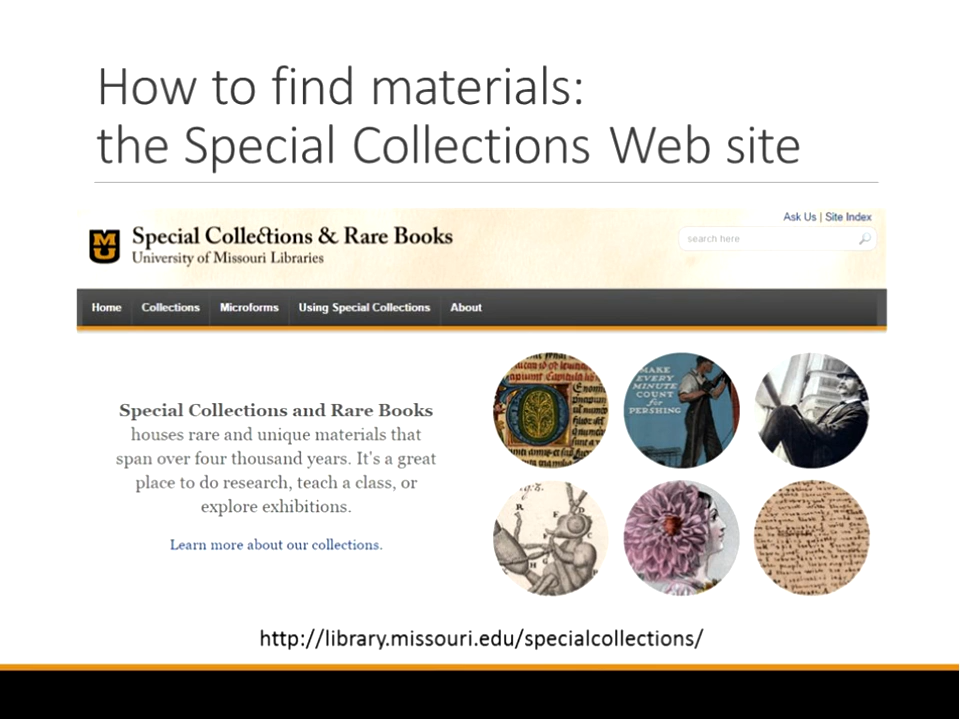 How to find materials:
the Special Collections Web site
Ask Us | Site Index
MU
Special Collections & Rare Books
University of Missouri Libraries
search here
Home Collections Microforms Using Special Collections About
Special Collections and Rare Books
houses rare and unique materials that
span over four thousand years. It's a great
place to do research, teach a class, or
explore exhibitions.
Learn more about our collections.
MAKE
EVERY
MINUTE
COUNT
for
PERSHING
http://library.missouri.edu/specialcollections/